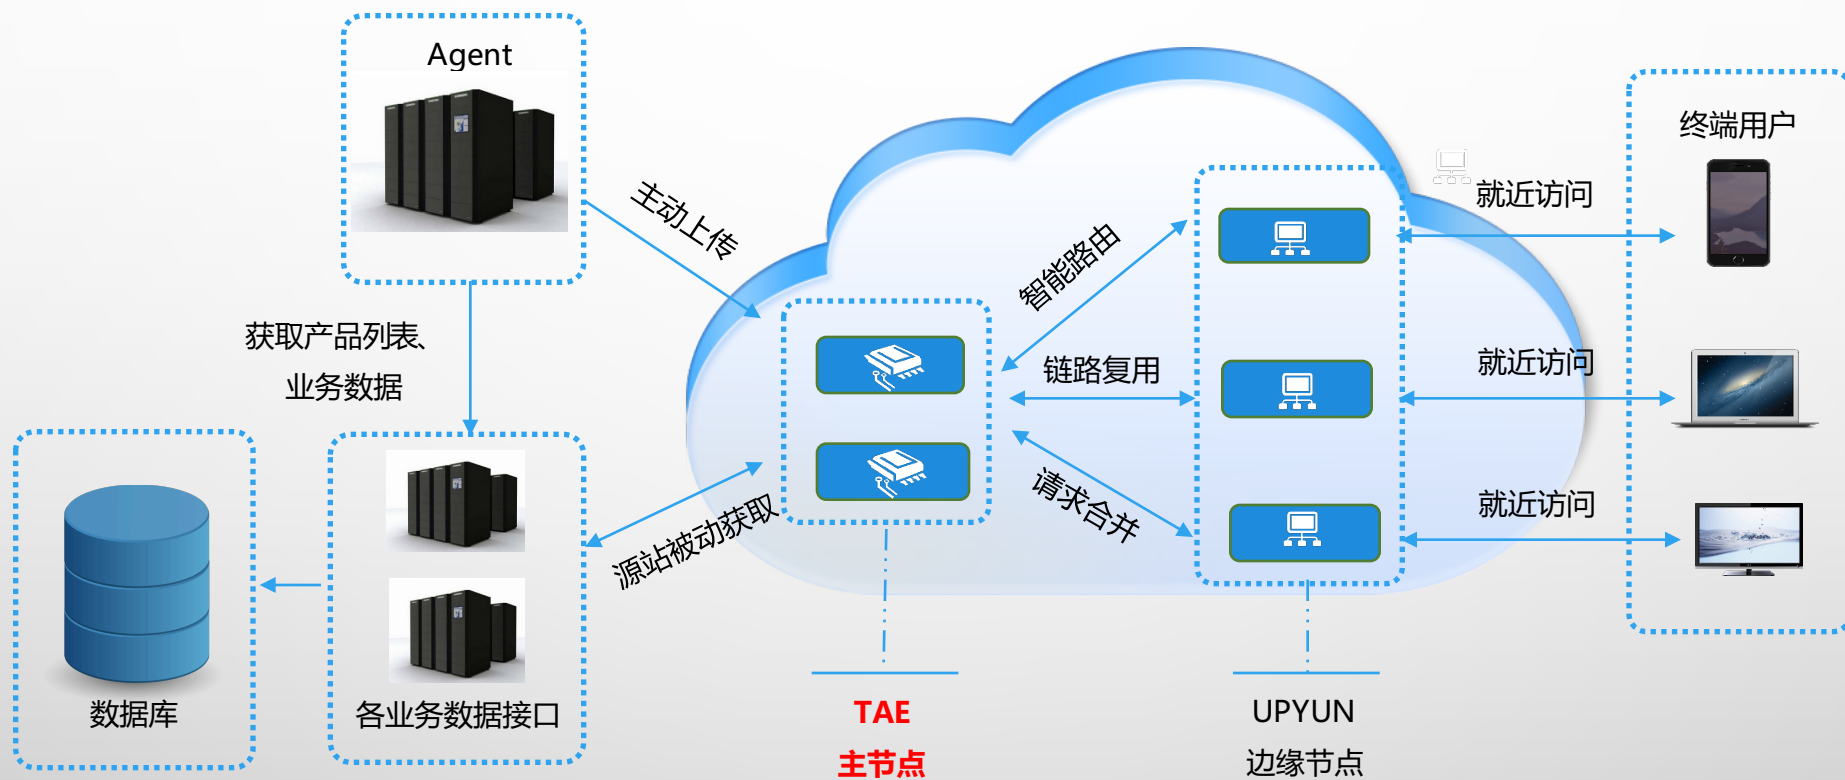 Agent
终端用户
主动上传
就近访问
智能路由
获取产品列表、
业务数据
链路复用
就近访问
请求合并
就近访问
源站被动获取
数据库
各业务数据接口
TAE
主节点
UPYUN
边缘节点